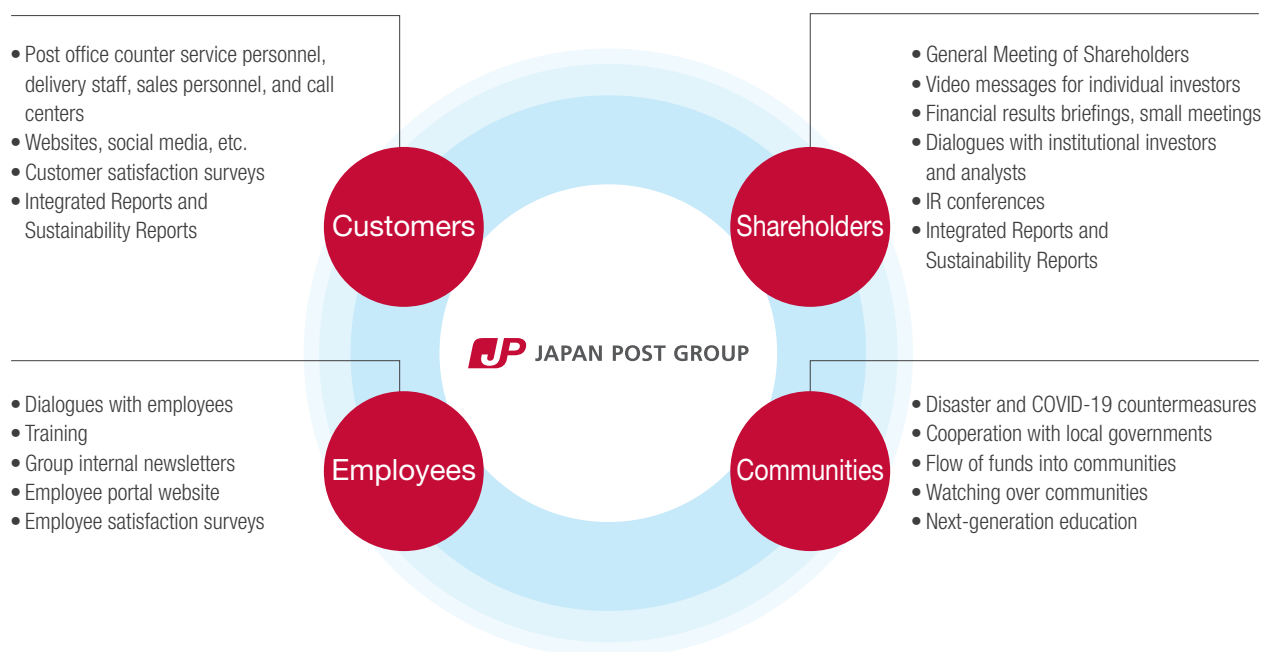 • Post office counter service personnel,
delivery staff, sales personnel, and call
centers
• Websites, social media, etc.
• Customer satisfaction surveys
• Integrated Reports and
Sustainability Reports
Customers
• General Meeting of Shareholders
• Video messages for individual investors
• Financial results briefings, small meetings
• Dialogues with institutional investors
and analysts
• IR conferences
• Integrated Reports and
Sustainability Reports
Shareholders
JP JAPAN POST GROUP
• Dialogues with employees
• Training
• Group internal newsletters
• Employee portal website
• Employee satisfaction surveys
Employees
• Disaster and COVID-19 countermeasures
• Cooperation with local governments
• Flow of funds into communities
• Watching over communities
• Next-generation education
Communities